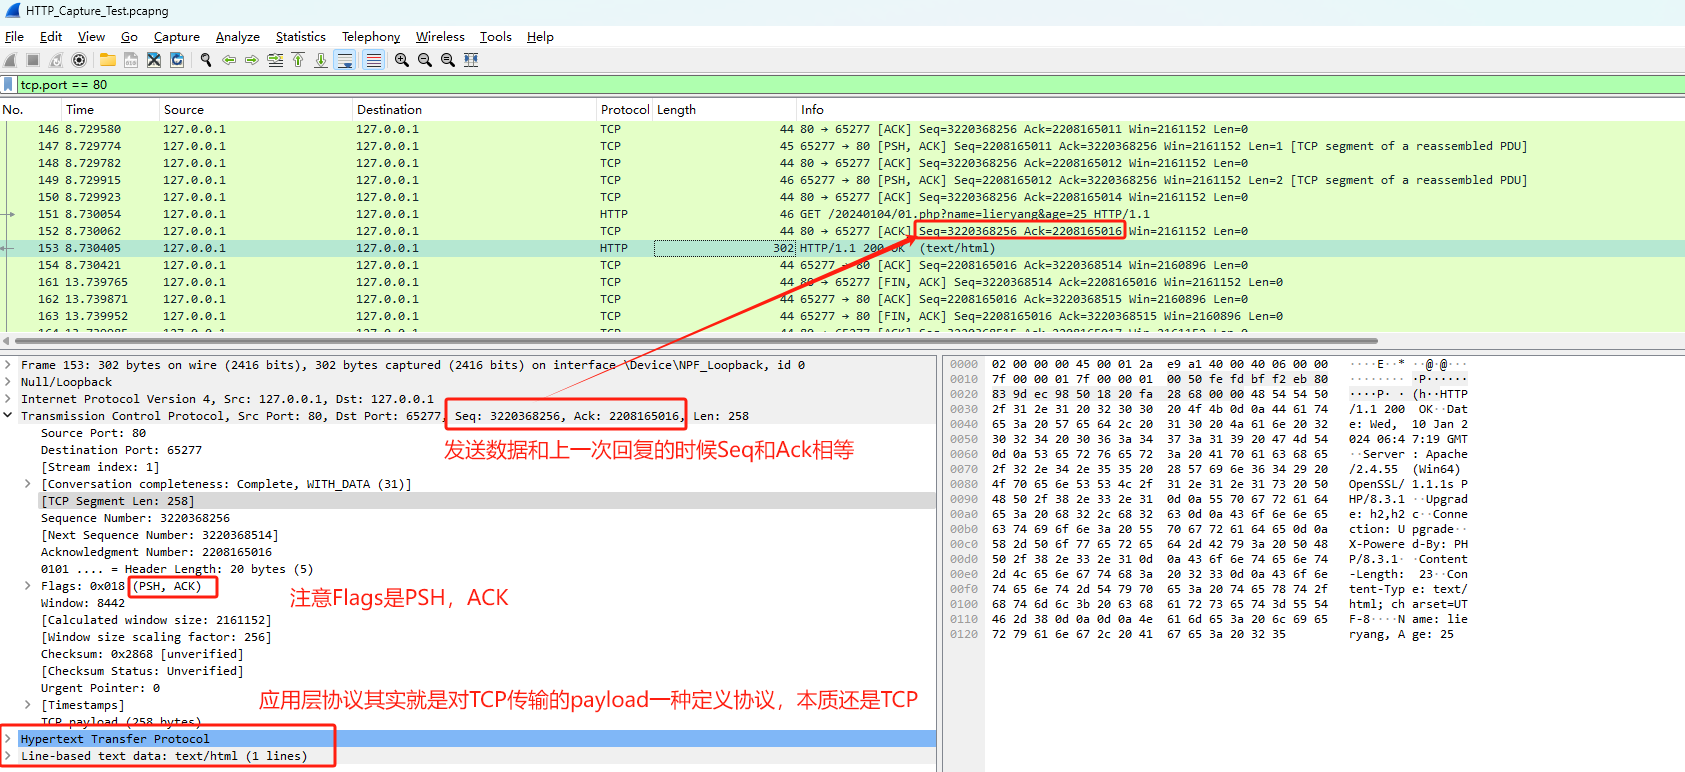 HTTP_Capture_Test.pcapng
File Edit View Go Capture Analyze Statistics Telephony Wireless Tools Help
tcp.port == 80
No. Time Source Destination Protocol Length Info
146 8.729580 127.0.0.1 127.0.0.1 TCP 44 80 → 65277 [ACK] Seq=3220368256 Ack=2208165011 Win=2161152 Len=0
147 8.729774 127.0.0.1 127.0.0.1 TCP 45 65277 → 80 [PSH, ACK] Seq=2208165011 Ack=3220368256 Win=2161152 Len=1 [TCP segment of a reassembled PDU]
148 8.729782 127.0.0.1 127.0.0.1 TCP 44 80 → 65277 [ACK] Seq=3220368256 Ack=2208165012 Win=2161152 Len=0
149 8.729915 127.0.0.1 127.0.0.1 TCP 46 65277 → 80 [PSH, ACK] Seq=2208165012 Ack=3220368256 Win=2161152 Len=2 [TCP segment of a reassembled PDU]
150 8.729923 127.0.0.1 127.0.0.1 TCP 44 80 → 65277 [ACK] Seq=3220368256 Ack=2208165014 Win=2161152 Len=0
151 8.730054 127.0.0.1 127.0.0.1 HTTP 46 GET /20240104/01.php?name=lieryang&age=25 HTTP/1.1
152 8.730062 127.0.0.1 127.0.0.1 TCP 44 80 → 65277 [ACK] Seq=3220368256 Ack=2208165016 Win=2161152 Len=0
153 8.730405 127.0.0.1 127.0.0.1 HTTP 302 HTTP/1.1 200 OK (text/html)
154 8.730421 127.0.0.1 127.0.0.1 TCP 44 65277 → 80 [ACK] Seq=2208165016 Ack=3220368514 Win=2160896 Len=0
161 13.739765 127.0.0.1 127.0.0.1 TCP 44 80 → 65277 [FIN, ACK] Seq=3220368514 Ack=2208165016 Win=2161152 Len=0
162 13.739871 127.0.0.1 127.0.0.1 TCP 44 65277 → 80 [ACK] Seq=2208165016 Ack=3220368515 Win=2160896 Len=0
163 13.739952 127.0.0.1 127.0.0.1 TCP 44 65277 → 80 [FIN, ACK] Seq=2208165016 Ack=3220368515 Win=2160896 Len=0
164 13.739985 127.0.0.1 127.0.0.1 TCP 44 80 → 65277 [ACK] Seq=3220368515 Ack=2208165017 Win=2161152 Len=0
Frame 153: 302 bytes on wire (2416 bits), 302 bytes captured (2416 bits) on interface \Device\NPF_Loopback, id 0
Null/Loopback
Internet Protocol Version 4, Src: 127.0.0.1, Dst: 127.0.0.1
Transmission Control Protocol, Src Port: 80, Dst Port: 65277, Seq: 3220368256, Ack: 2208165016, Len: 258
Source Port: 80
Destination Port: 65277
发送数据和上一次回复的时候Seq和Ack相等
[Stream index: 1]
[Conversation completeness: Complete, WITH_DATA (31)]
[TCP Segment Len: 258]
Sequence Number: 3220368256
[Next Sequence Number: 3220368514]
Acknowledgment Number: 2208165016
0101 .... = Header Length: 20 bytes (5)
Flags: 0x018 (PSH, ACK)
注意Flags是PSH，ACK
Window: 8442
[Calculated window size: 2161152]
[Window size scaling factor: 256]
Checksum: 0x2868 [unverified]
[Checksum Status: Unverified]
Urgent Pointer: 0
[Timestamps]
应用层协议其实就是对TCP传输的payload一种定义协议，本质还是TCP
TCP payload (258 bytes)
Hypertext Transfer Protocol
Line-based text data: text/html (1 lines)
0000 02 00 00 00 45 00 01 2a e9 a1 40 00 40 06 00 00 ····E··* ··@·@···
0010 7f 00 00 01 7f 00 00 01 00 50 fe fd bf f2 eb 80 ········ ·P······
0020 83 9d ec 98 50 18 20 fa 28 68 00 00 48 54 54 50 ····P· · (h··HTTP
0030 2f 31 2e 31 20 32 30 30 20 4f 4b 0d 0a 44 61 74 /1.1 200 OK··Dat
0040 65 3a 20 57 65 64 2c 20 31 30 20 4a 61 6e 20 32 e: Wed, 10 Jan 2
0050 30 32 34 20 30 36 3a 34 37 3a 31 39 20 47 4d 54 024 06:4 7:19 GMT
0060 0d 0a 53 65 72 76 65 72 3a 20 41 70 61 63 68 65 ··Server : Apache
0070 2f 32 2e 34 2e 35 35 20 28 57 69 6e 36 34 29 20 /2.4.55 (Win64)
0080 4f 70 65 6e 53 53 4c 2f 31 2e 31 2e 31 73 20 50 OpenSSL/ 1.1.1s P
0090 48 50 2f 38 2e 33 2e 31 0d 0a 55 70 67 72 61 64 HP/8.3.1 ··Upgrad
00a0 65 3a 20 68 32 2c 68 32 63 0d 0a 43 6f 6e 6e 65 e: h2,h2 c··Conne
00b0 63 74 69 6f 6e 3a 20 55 70 67 72 61 64 65 0d 0a ction: U pgrade··
00c0 58 2d 50 6f 77 65 72 65 64 2d 42 79 3a 20 50 48 X-Powere d-By: PH
00d0 50 2f 38 2e 33 2e 31 0d 0a 43 6f 6e 74 65 6e 74 P/8.3.1· ·Content
00e0 2d 4c 65 6e 67 74 68 3a 20 32 33 0d 0a 43 6f 6e -Length: 23··Con
00f0 74 65 6e 74 2d 54 79 70 65 3a 20 74 65 78 74 2f tent-Typ e: text/
0100 68 74 6d 6c 3b 20 63 68 61 72 73 65 74 3d 55 54 html; ch arset=UT
0110 46 2d 38 0d 0a 0d 0a 4e 61 6d 65 3a 20 6c 69 65 F-8····N ame: lie
0120 72 79 61 6e 67 2c 20 41 67 65 3a 20 32 35 ryang, A ge: 25